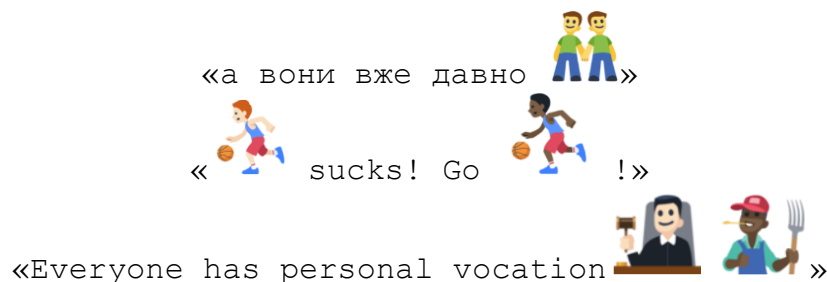 «а вони вже давно 👬»
«⛹🏻 sucks! Go ⛹🏿 !»
«Everyone has personal vocation👨🏻‍⚖️ 👨🏿‍🌾»